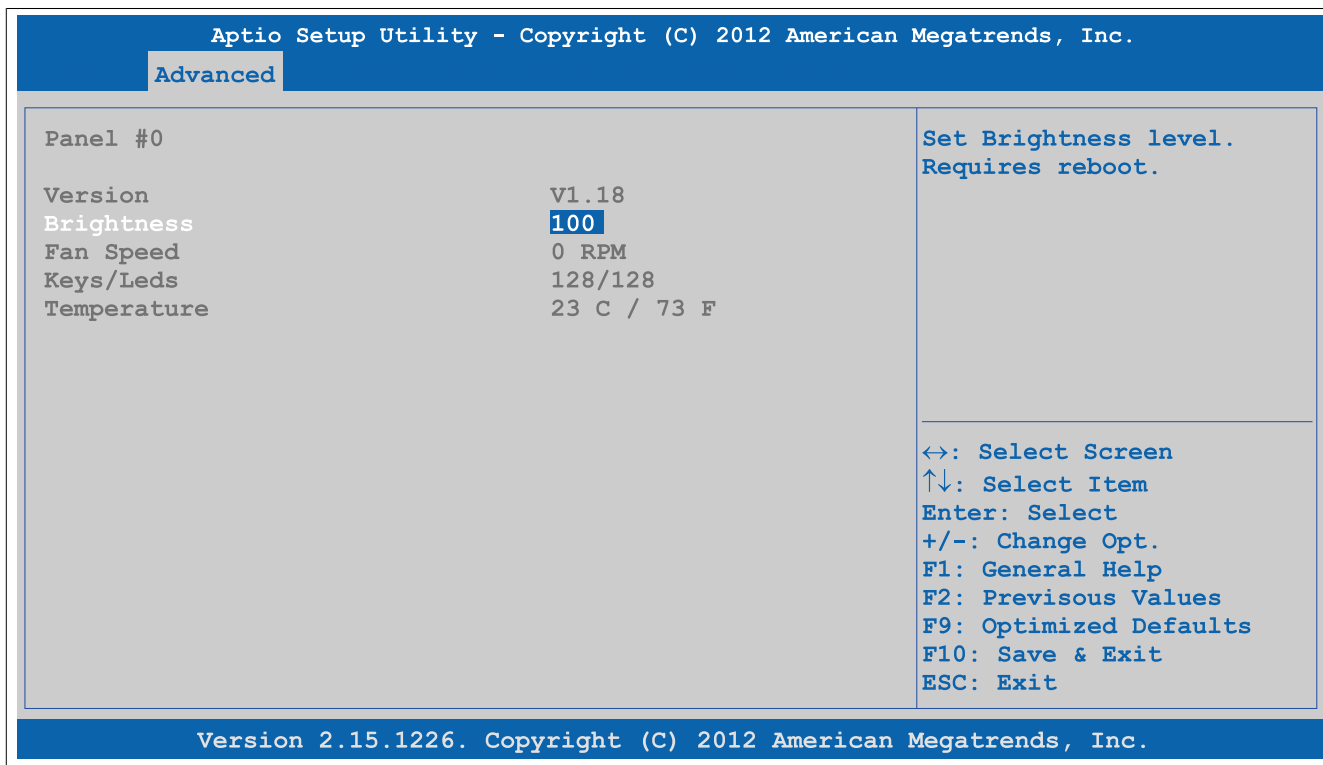 Aptio Setup Utility - Copyright (C) 2012 American Megatrends, Inc.
Advanced
Panel #0
Version V1.18
Brightness 100
Fan Speed 0 RPM
Keys/Leds 128/128
Temperature 23 C / 73 F
Set Brightness level.
Requires reboot.
↔: Select Screen
↑↓: Select Item
Enter: Select
+/-: Change Opt.
F1: General Help
F2: Previsous Values
F9: Optimized Defaults
F10: Save & Exit
ESC: Exit
Version 2.15.1226. Copyright (C) 2012 American Megatrends, Inc.